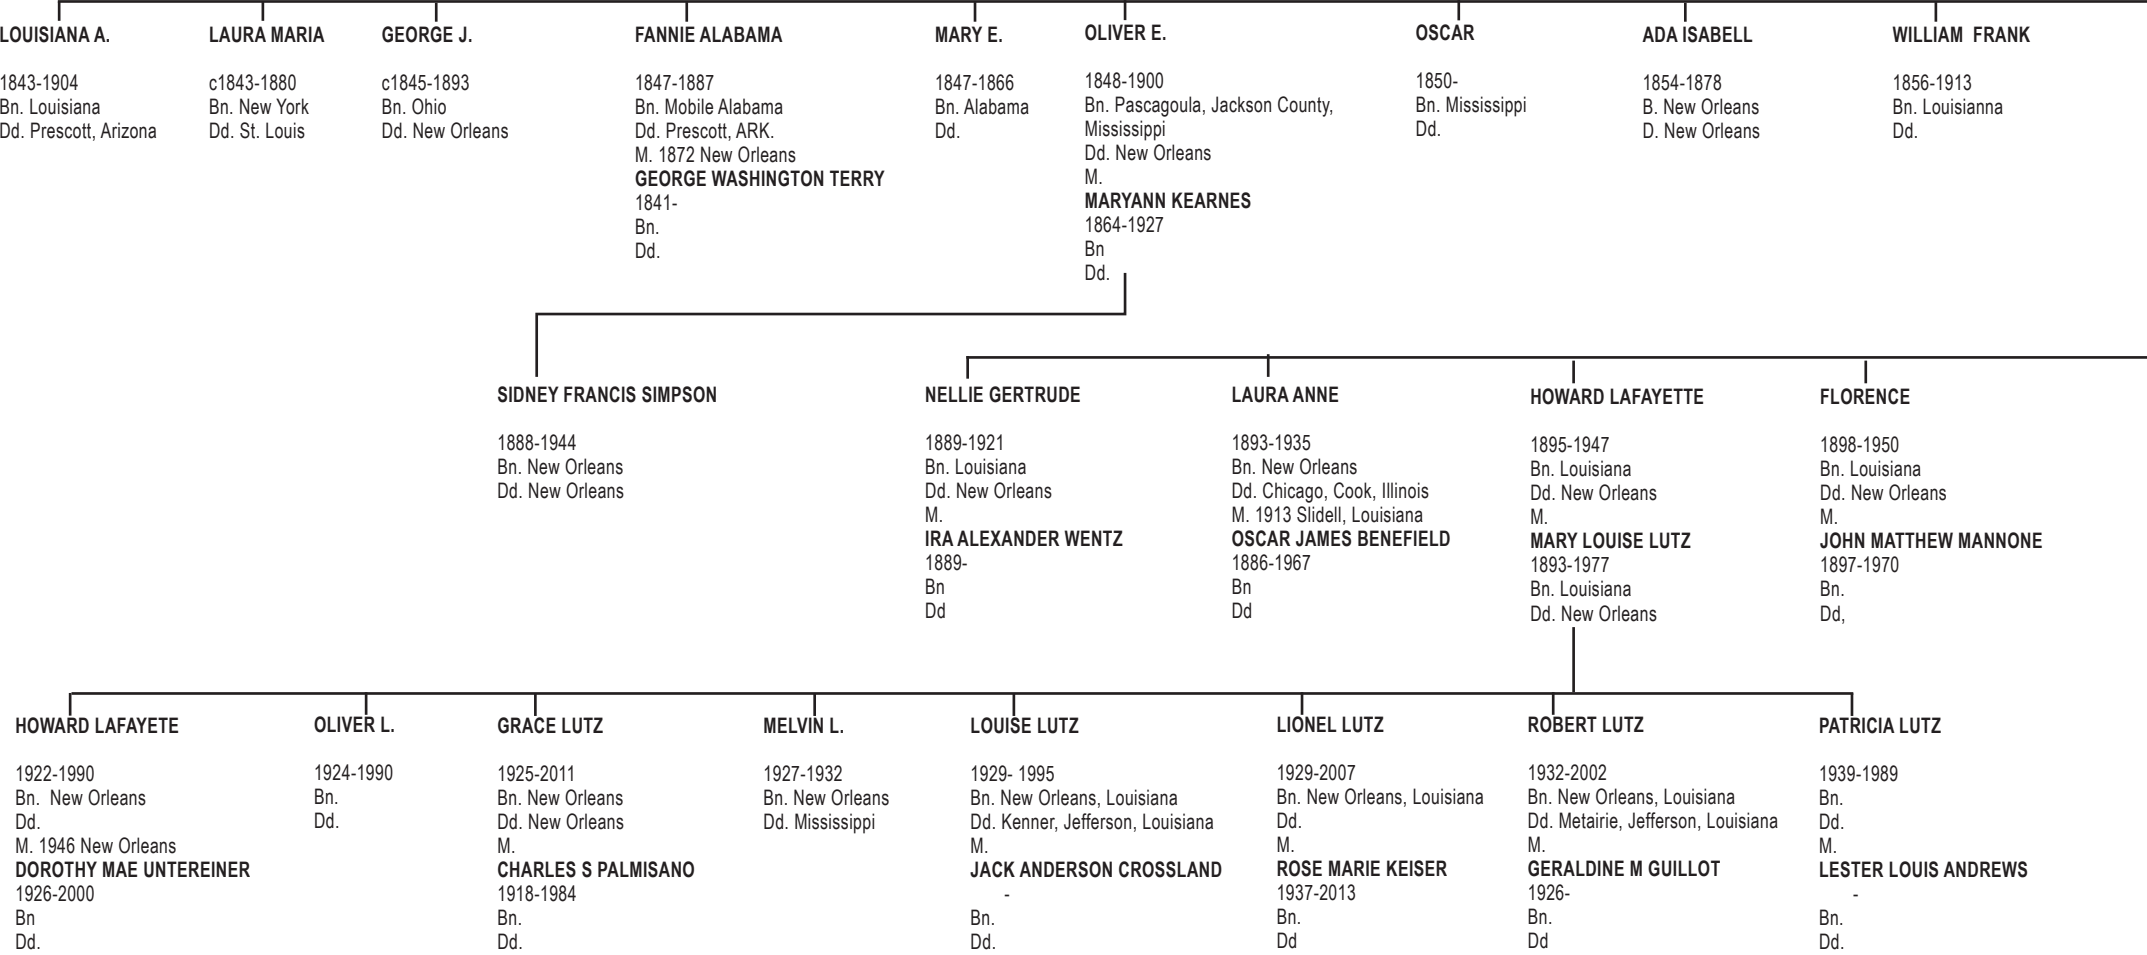 LOUISIANA A.
1843-1904
Bn. Louisiana
Dd. Prescott, Arizona
LAURA MARIA
c1843-1880
Bn. New York
Dd. St. Louis
GEORGE J.
c1845-1893
Bn. Ohio
Dd. New Orleans
FANNIE ALABAMA
1847-1887
Bn. Mobile Alabama
Dd. Prescott, ARK.
M. 1872 New Orleans
GEORGE WASHINGTON TERRY
1841-
Bn.
Dd.
MARY E.
1847-1866
Bn. Alabama
Dd.
OLIVER E.
1848-1900
Bn. Pascagoula, Jackson County,
Mississippi
Dd. New Orleans
M.
MARYANN KEARNES
1864-1927
Bn
Dd.
OSCAR
1850-
Bn. Mississippi
Dd.
ADA ISABELL
1854-1878
B. New Orleans
D. New Orleans
WILLIAM FRANK
1856-1913
Bn. Louisianna
Dd.
SIDNEY FRANCIS SIMPSON
1888-1944
Bn. New Orleans
Dd. New Orleans
NELLIE GERTRUDE
1889-1921
Bn. Louisiana
Dd. New Orleans
M.
IRA ALEXANDER WENTZ
1889-
Bn
Dd
LAURA ANNE
1893-1935
Bn. New Orleans
Dd. Chicago, Cook, Illinois
M. 1913 Slidell, Louisiana
OSCAR JAMES BENEFIELD
1886-1967
Bn
Dd
HOWARD LAFAYETTE
1895-1947
Bn. Louisiana
Dd. New Orleans
M.
MARY LOUISE LUTZ
1893-1977
Bn. Louisiana
Dd. New Orleans
FLORENCE
1898-1950
Bn. Louisiana
Dd. New Orleans
M.
JOHN MATTHEW MANNONE
1897-1970
Bn.
Dd,
HOWARD LAFAYETE
1922-1990
Bn. New Orleans
Dd.
M. 1946 New Orleans
DOROTHY MAE UNTEREINER
1926-2000
Bn
Dd.
OLIVER L.
1924-1990
Bn.
Dd.
GRACE LUTZ
1925-2011
Bn. New Orleans
Dd. New Orleans
M.
CHARLES S PALMISANO
1918-1984
Bn.
Dd.
MELVIN L.
1927-1932
Bn. New Orleans
Dd. Mississippi
LOUISE LUTZ
1929- 1995
Bn. New Orleans, Louisiana
Dd. Kenner, Jefferson, Louisiana
M.
JACK ANDERSON CROSSLAND
-
Bn.
Dd.
LIONEL LUTZ
1929-2007
Bn. New Orleans, Louisiana
Dd.
M.
ROSE MARIE KEISER
1937-2013
Bn.
Dd
ROBERT LUTZ
1932-2002
Bn. New Orleans, Louisiana
Dd. Metairie, Jefferson, Louisiana
M.
GERALDINE M GUILLOT
1926-
Bn.
Dd
PATRICIA LUTZ
1939-1989
Bn.
Dd.
M.
LESTER LOUIS ANDREWS
-
Bn.
Dd.